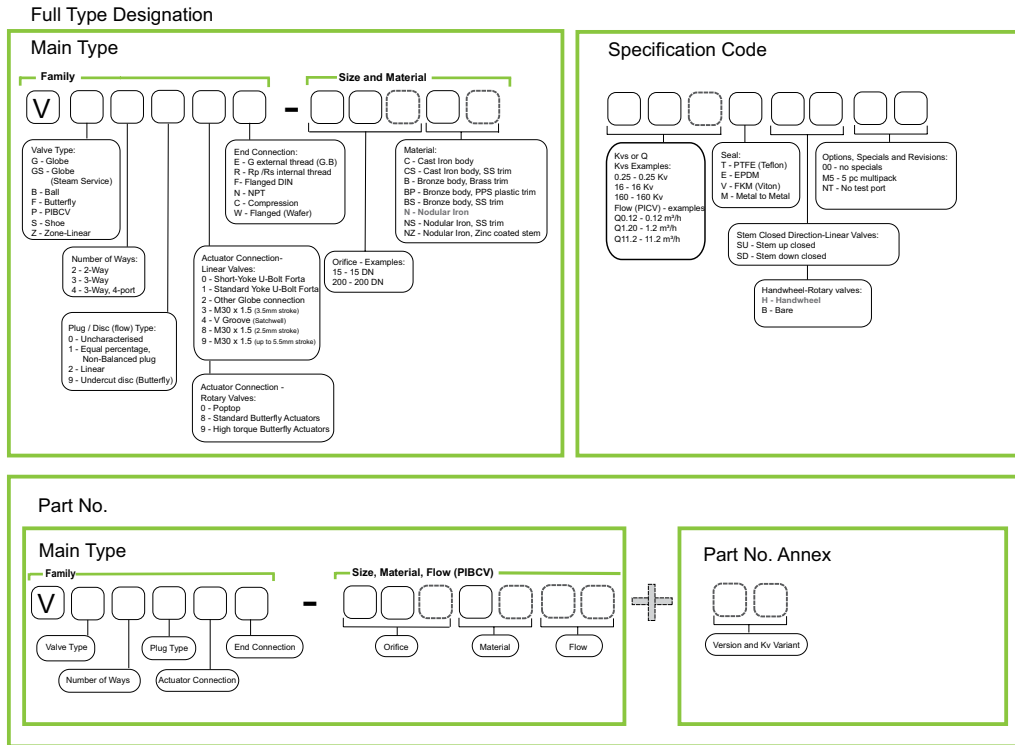 Full Type Designation
Main Type
Family
Size and Material
V
-
Valve Type:
G - Globe
GS - Globe
(Steam Service)
B - Ball
F - Butterfly
P - PIBCV
S - Shoe
Z - Zone-Linear
Number of Ways:
2 - 2-Way
3 - 3-Way
4 - 3-Way, 4-port
Plug / Disc (flow) Type:
0 - Uncharacterised
1 - Equal percentage,
Non-Balanced plug
2 - Linear
9 - Undercut disc (Butterfly)
End Connection:
E - G external thread (G.B)
R - Rp /Rs internal thread
F- Flanged DIN
N - NPT
C - Compression
W - Flanged (Wafer)
Actuator Connection-
Linear Valves:
0 - Short-Yoke U-Bolt Forta
1 - Standard Yoke U-Bolt Forta
2 - Other Globe connection
3 - M30 x 1.5 (3.5mm stroke)
4 - V Groove (Satchwell)
8 - M30 x 1.5 (2.5mm stroke)
9 - M30 x 1.5 (up to 5.5mm stroke)
Actuator Connection -
Rotary Valves:
0 - Poptop
8 - Standard Butterfly Actuators
9 - High torque Butterfly Actuators
Orifice - Examples:
15 - 15 DN
200 - 200 DN
Material:
C - Cast Iron body
CS - Cast Iron body, SS trim
B - Bronze body, Brass trim
BP - Bronze body, PPS plastic trim
BS - Bronze body, SS trim
N - Nodular Iron
NS - Nodular Iron, SS trim
NZ - Nodular Iron, Zinc coated stem
Specification Code
Kvs or Q
Kvs Examples:
0.25 - 0.25 Kv
16 - 16 Kv
160 - 160 Kv
Flow (PICV) - examples
Q0.12 - 0.12 m³/h
Q1.20 - 1.2 m³/h
Q11.2 - 11.2 m³/h
Seal:
T - PTFE (Teflon)
E - EPDM
V - FKM (Viton)
M - Metal to Metal
Options, Specials and Revisions:
00 - no specials
M5 - 5 pc multipack
NT - No test port
Stem Closed Direction-Linear Valves:
SU - Stem up closed
SD - Stem down closed
Handwheel-Rotary valves:
H - Handwheel
B - Bare
Part No.
Main Type
Family
Size, Material, Flow (PIBCV)
V
-
Valve Type
Plug Type
End Connection
Number of Ways
Actuator Connection
Orifice
Material
Flow
Part No. Annex
Version and Kv Variant